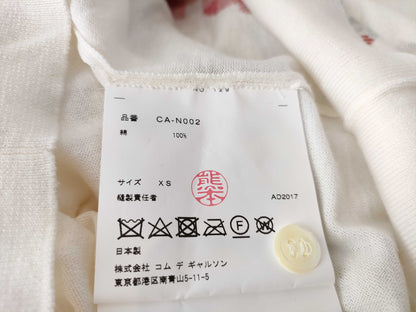 品番 CA-N002
綿 100%
サイズ XS
縫製責任者 熊本 AD2017
日本製
株式会社 コム デ ギャルソン
東京都港区南青山5-11-5